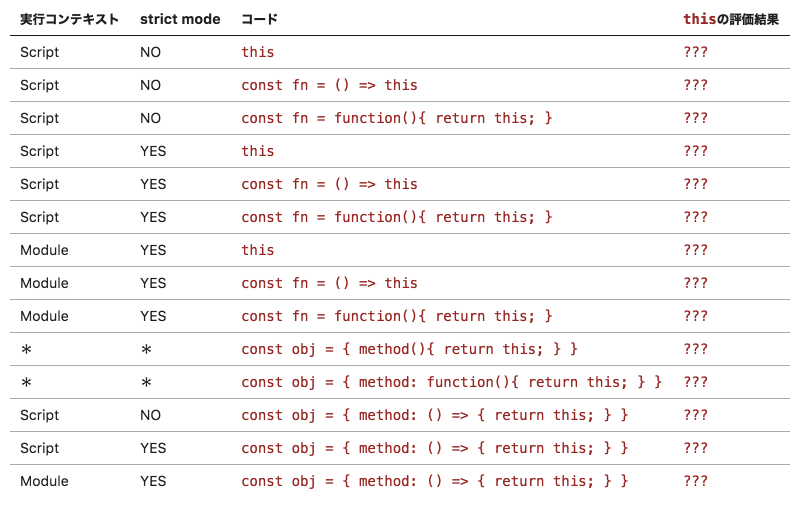 実行コンテキスト strict mode コード thisの評価結果
Script NO this ???
Script NO const fn = () => this ???
Script NO const fn = function(){ return this; } ???
Script YES this ???
Script YES const fn = () => this ???
Script YES const fn = function(){ return this; } ???
Module YES this ???
Module YES const fn = () => this ???
Module YES const fn = function(){ return this; } ???
＊ ＊ const obj = { method(){ return this; } } ???
＊ ＊ const obj = { method: function(){ return this; } } ???
Script NO const obj = { method: () => { return this; } } ???
Script YES const obj = { method: () => { return this; } } ???
Module YES const obj = { method: () => { return this; } } ???